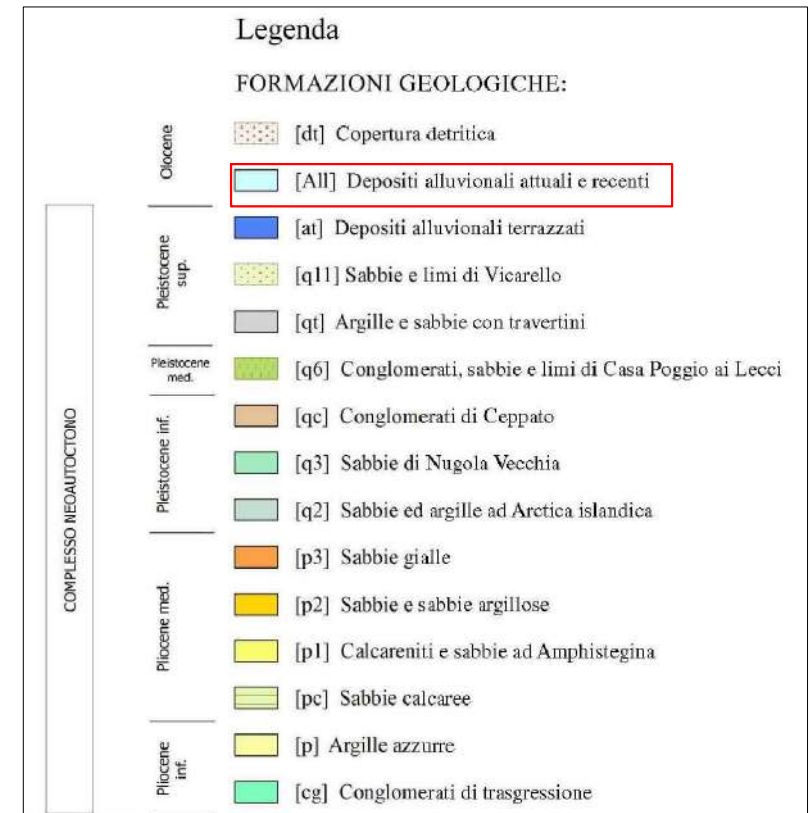 Legenda
FORMAZIONI GEOLOGICHE:
Olocene
[dt] Copertura detritica
[All] Depositi alluvionali attuali e recenti
COMPLESSO NEOAUTOCTONO
Pleistocene
sup.
[at] Depositi alluvionali terrazzati
[q11] Sabbie e limi di Vicarello
[qt] Argille e sabbie con travertini
Pleistocene
med.
[q6] Conglomerati, sabbie e limi di Casa Poggio ai Lecci
Pleistocene inf.
[qc] Conglomerati di Ceppato
[q3] Sabbie di Nugola Vecchia
[q2] Sabbie ed argille ad Arctica islandica
Pliocene med.
[p3] Sabbie gialle
[p2] Sabbie e sabbie argillose
[p1] Calcareniti e sabbie ad Amphistegina
[pc] Sabbie calcaree
Pliocene
inf.
[p] Argille azzurre
[cg] Conglomerati di trasgressione